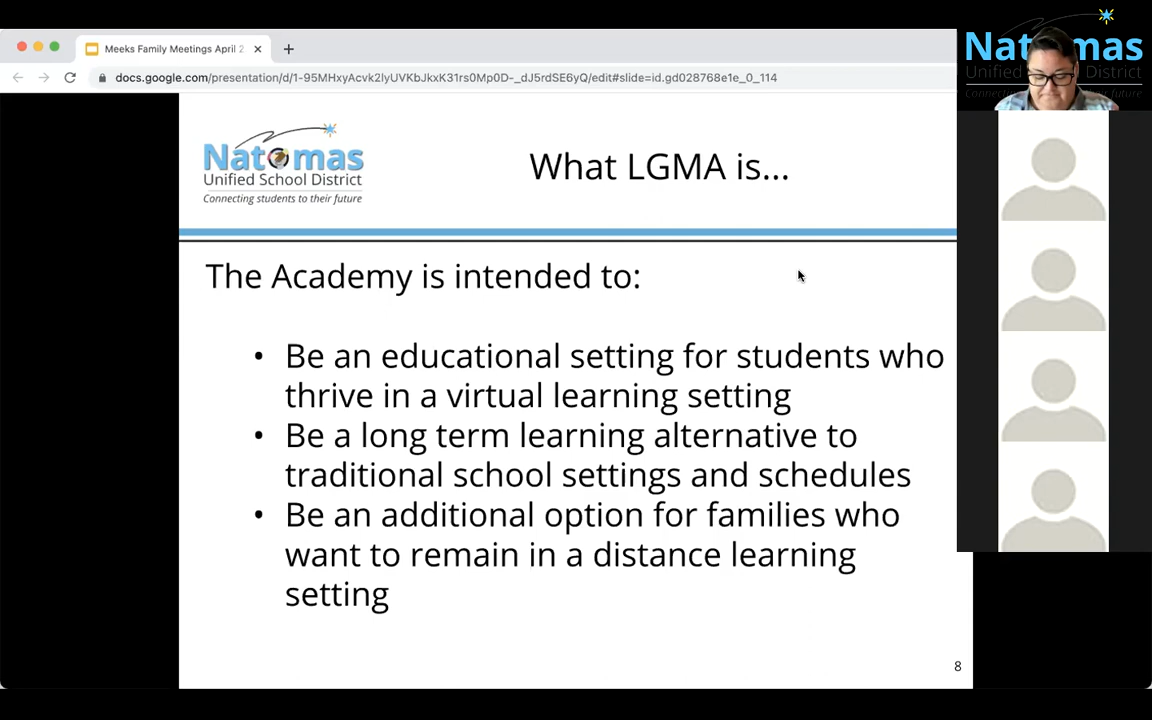 Meeks Family Meetings April 2
docs.google.com/presentation/d/1-95MHxyAcvk2IyUVKbJkxK31rs0Mp0D-_dJ5rdSE6yQ/edit#slide=id.gd028768e1e_0_114
Natomas
Unified School District
Connecting students to their future
What LGMA is...
The Academy is intended to:
• Be an educational setting for students who
thrive in a virtual learning setting
• Be a long term learning alternative to
traditional school settings and schedules
• Be an additional option for families who
want to remain in a distance learning
setting
8
Nat mas
Unified District